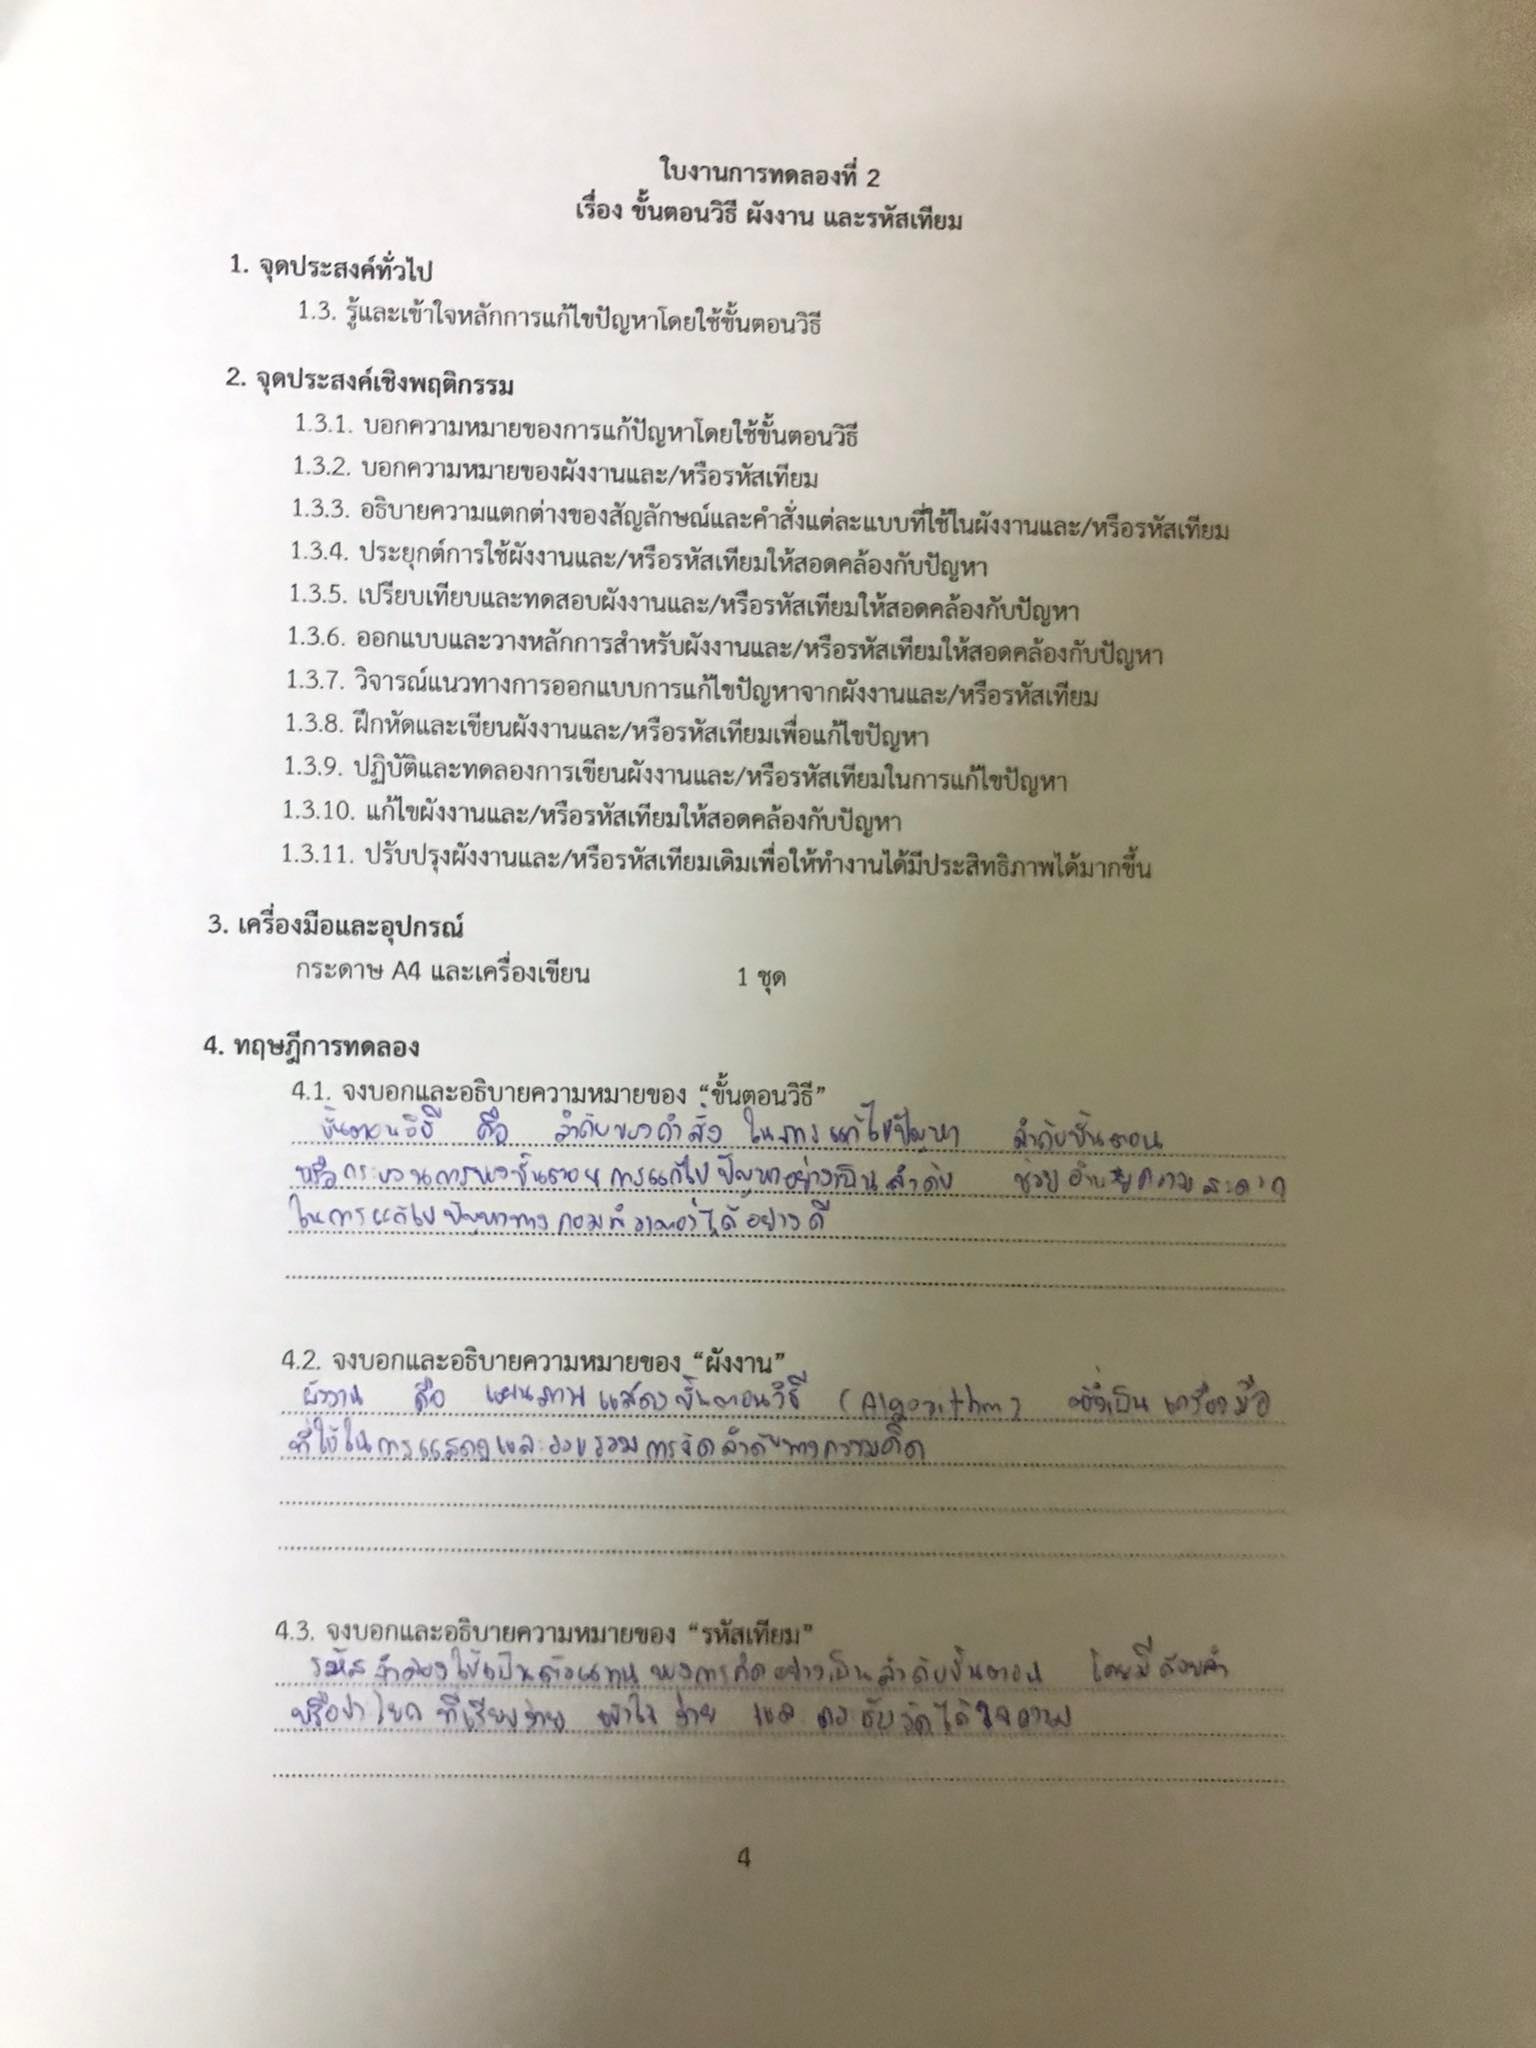 ใบงานการทดลองที่ 2
เรื่อง ขั้นตอนวิธี ผังงาน และรหัสเทียม
1. จุดประสงค์ทั่วไป
1.3. รู้และเข้าใจหลักการแก้ไขปัญหาโดยใช้ขั้นตอนวิธี
2. จุดประสงค์เชิงพฤติกรรม
1.3.1. บอกความหมายของการแก้ปัญหาโดยใช้ขั้นตอนวิธี
1.3.2. บอกความหมายของผังงานและ/หรือรหัสเทียม
1.3.3. อธิบายความแตกต่างของสัญลักษณ์และคำสั่งแต่ละแบบที่ใช้ในผังงานและ/หรือรหัสเทียม
1.3.4. ประยุกต์การใช้ผังงานและ/หรือรหัสเทียมให้สอดคล้องกับปัญหา
1.3.5. เปรียบเทียบและทดสอบผังงานและ/หรือรหัสเทียมให้สอดคล้องกับปัญหา
1.3.6. ออกแบบและวางหลักการสำหรับผังงานและ/หรือรหัสเทียมให้สอดคล้องกับปัญหา
1.3.7. วิจารณ์แนวทางการออกแบบการแก้ไขปัญหาจากผังงานและ/หรือรหัสเทียม
1.3.8. ฝึกหัดและเขียนผังงานและ/หรือรหัสเทียมเพื่อแก้ไขปัญหา
1.3.9. ปฏิบัติและทดลองการเขียนผังงานและ/หรือรหัสเทียมในการแก้ไขปัญหา
1.3.10. แก้ไขผังงานและ/หรือรหัสเทียมให้สอดคล้องกับปัญหา
1.3.11. ปรับปรุงผังงานและ/หรือรหัสเทียมเดิมเพื่อให้ทำงานได้มีประสิทธิภาพได้มากขึ้น
3. เครื่องมือและอุปกรณ์
กระดาษ A4 และเครื่องเขียน 1 ชุด
4. ทฤษฎีการทดลอง
4.1. จงบอกและอธิบายความหมายของ “ขั้นตอนวิธี”
ขั้นตอนวิธี คือ ลำดับของคำสั่ง ในการแก้ไขปัญหา ลำดับขั้นตอน
หรือกระบวนการของขั้นตอนการแก้ไขปัญหาอย่างเป็นลำดับ ช่วยอำนวยความสะดวก
ในการแก้ไขปัญหาทางคอมพิวเตอร์ได้อย่างดี
4.2. จงบอกและอธิบายความหมายของ “ผังงาน”
ผังงาน คือ แผนภาพแสดงขั้นตอนวิธี (Algorithm) ซึ่งเป็นเครื่องมือ
ที่ใช้ในการแสดงและรวบรวมการจัดลำดับทางความคิด
4.3. จงบอกและอธิบายความหมายของ “รหัสเทียม”
รหัสจำลองใช้เป็นตัวแทนของการคิดอย่างเป็นลำดับขั้นตอน โดยมีถ้อยคำ
หรือประโยคที่เรียบง่าย เข้าใจง่าย และ
4